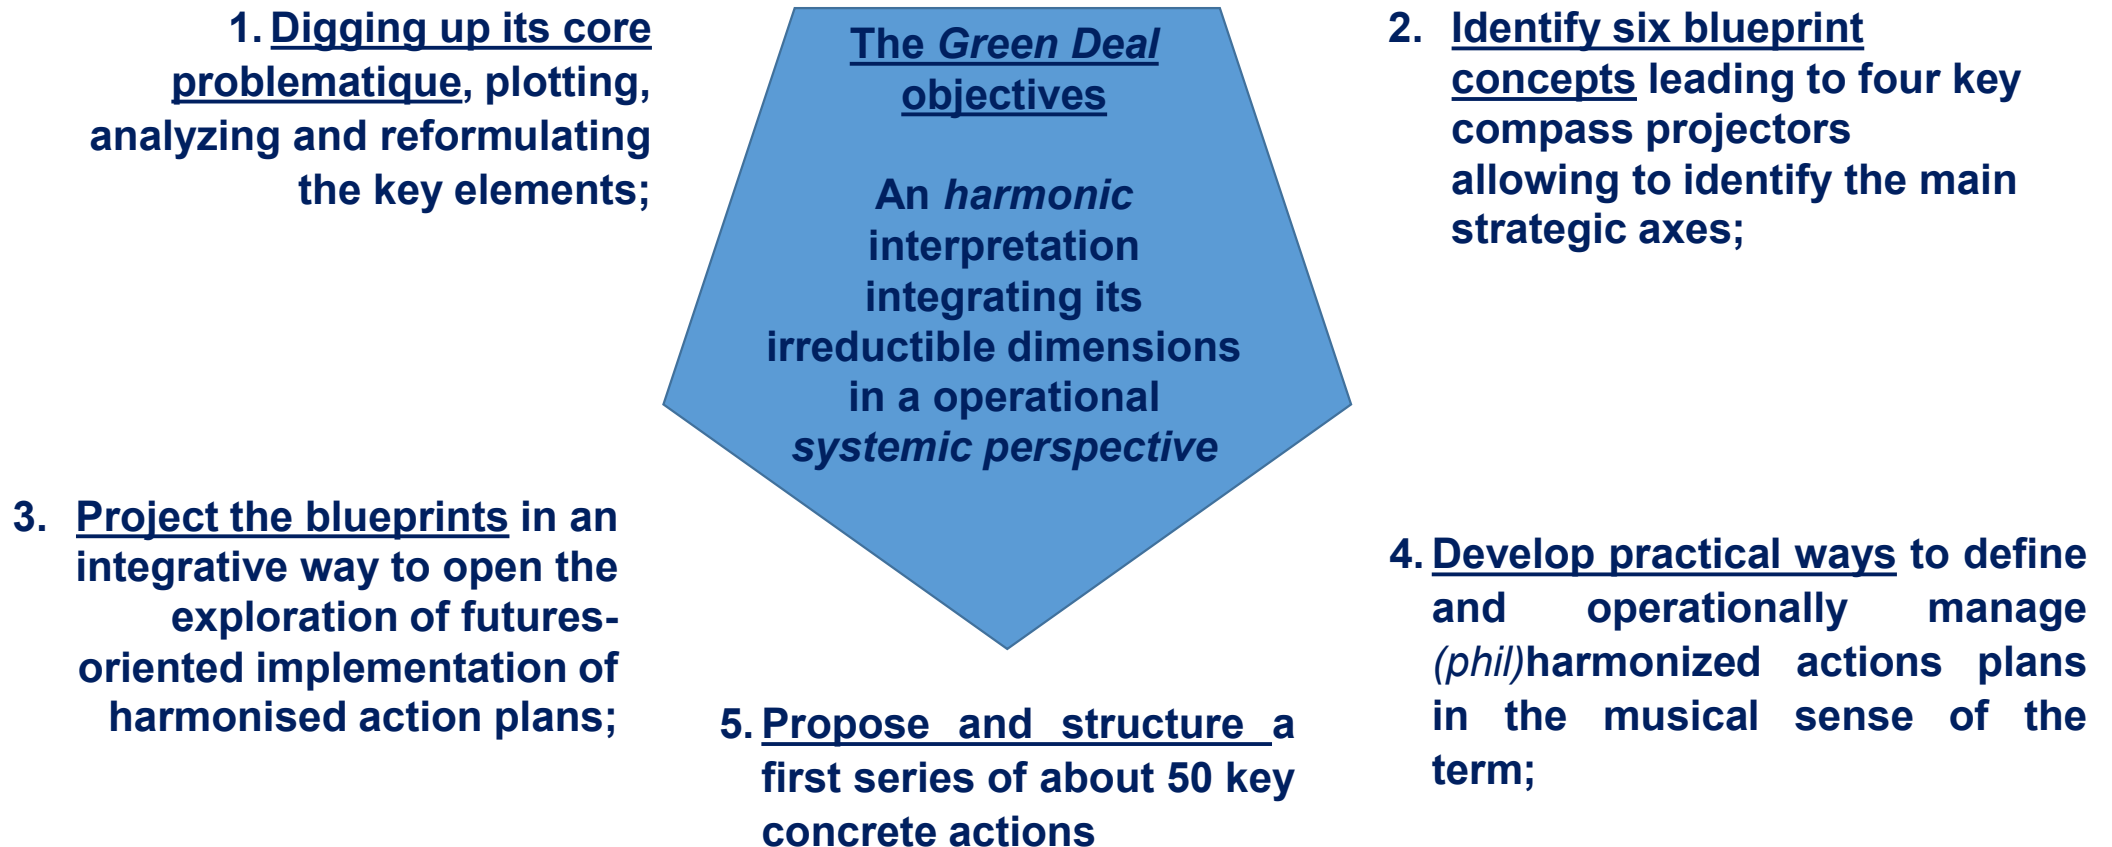 1. Digging up its core
problematique, plotting,
analyzing and reformulating
the key elements;
The Green Deal
objectives
An harmonic
interpretation
integrating its
irreductible dimensions
in a operational
systemic perspective
2. Identify six blueprint
concepts leading to four key
compass projectors
allowing to identify the main
strategic axes;
3. Project the blueprints in an
integrative way to open the
exploration of futures-
oriented implementation of
harmonised action plans;
4. Develop practical ways to define
and operationally manage
(phil)harmonized actions plans
in the musical sense of the
term;
5. Propose and structure a
first series of about 50 key
concrete actions